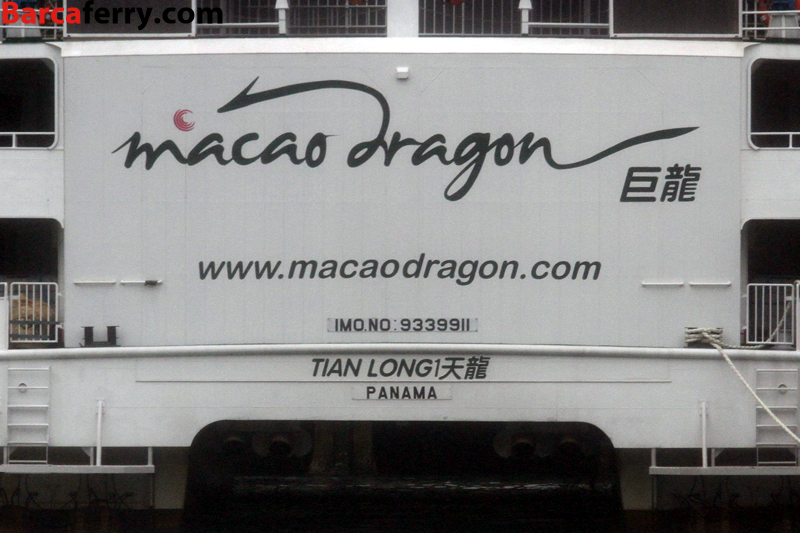 Barcaferry.com
macao dragon
巨龍
www.macaodragon.com
IMO.NO:9339911
TIAN LONG1天龍
PANAMA